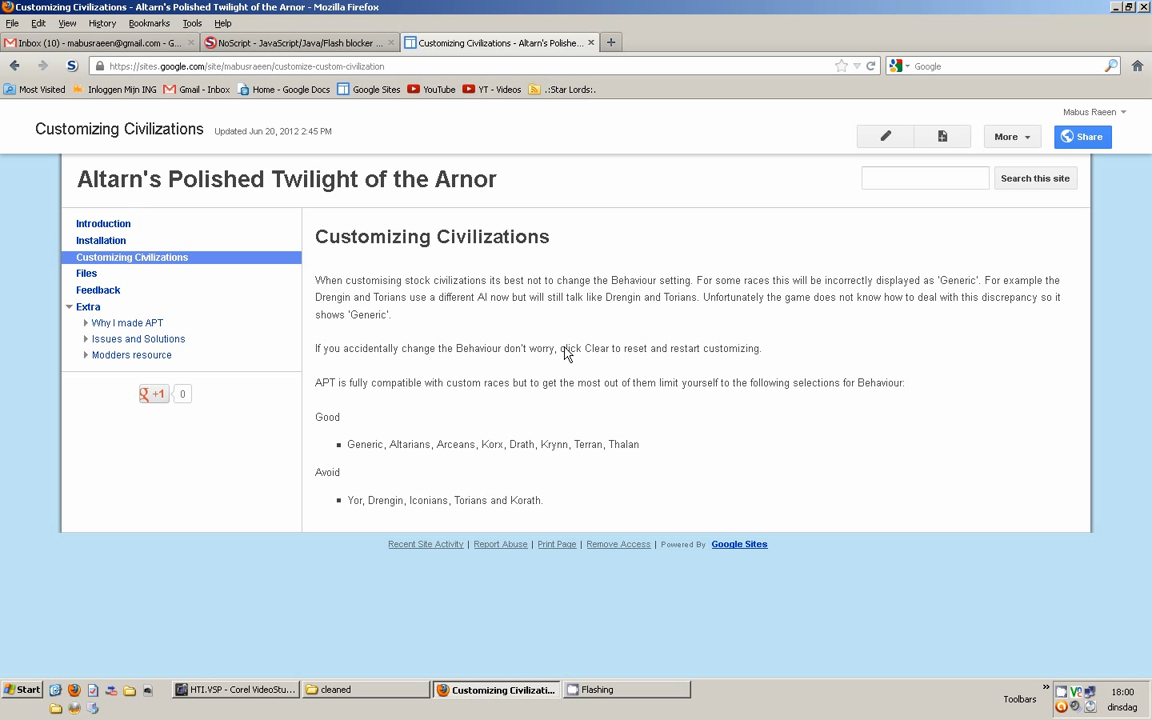 Customizing Civilizations - Altarn's Polished Twilight of the Arnor - Mozilla Firefox
File Edit View History Bookmarks Tools Help
Inbox (10) - mabusraeen@gmail.com - G... NoScript - JavaScript/Java/Flash blocker ... Customizing Civilizations - Altarn's Polishe...
https://sites.google.com/site/mabusraeen/customize-custom-civilization Google
Most Visited Inloggen Mijn ING Gmail - Inbox Home - Google Docs Google Sites YouTube YT - Videos .:Star Lords:.
Mabus Raeen
Customizing Civilizations Updated Jun 20, 2012 2:45 PM More Share
Altarn's Polished Twilight of the Arnor Search this site
Introduction
Installation
Customizing Civilizations
Files
Feedback
Extra
Why I made APT
Issues and Solutions
Modders resource
+1 0
Customizing Civilizations
When customising stock civilizations its best not to change the Behaviour setting. For some races this will be incorrectly displayed as 'Generic'. For example the
Drengin and Torians use a different AI now but will still talk like Drengin and Torians. Unfortunately the game does not know how to deal with this discrepancy so it
shows 'Generic'.
If you accidentally change the Behaviour don't worry, click Clear to reset and restart customizing.
APT is fully compatible with custom races but to get the most out of them limit yourself to the following selections for Behaviour:
Good
Generic, Altarians, Arceans, Korx, Drath, Krynn, Terran, Thalan
Avoid
Yor, Drengin, Iconians, Torians and Korath.
Recent Site Activity | Report Abuse | Print Page | Remove Access | Powered By Google Sites
Start HTI.VSP - Corel VideoStu... cleaned Customizing Civilizati... Flashing Toolbars » 18:00
dinsdag